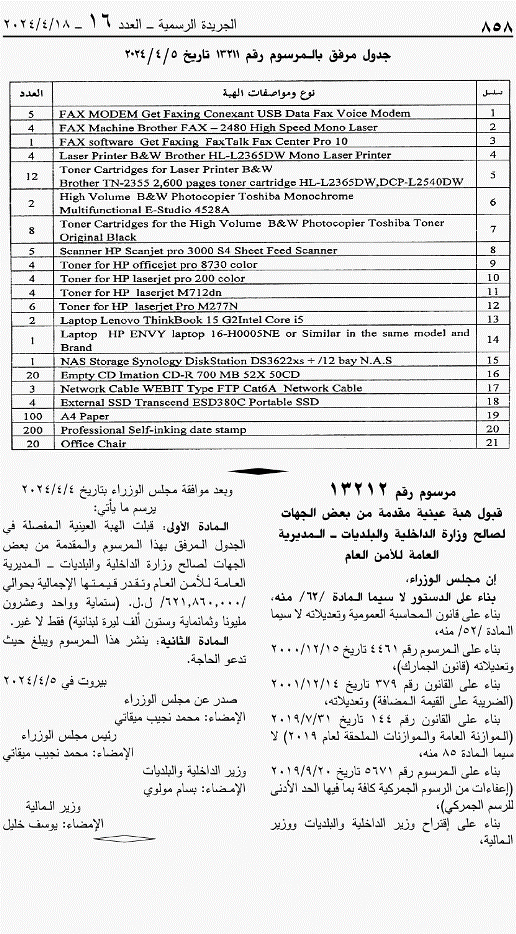 ٨٥٨
الجريدة الرسمية – العدد ١٦ – ٢٠٢٤/٤/١٨
جدول مرفق بالمرسوم رقم ١٣٢١١ تاريخ ٢٠٢٤/٤/٥
تسلسل نوع ومواصفات الهبة العدد
1 FAX MODEM Get Faxing Conexant USB Data Fax Voice Modem 5
2 FAX Machine Brother FAX – 2480 High Speed Mono Laser 4
3 FAX software Get Faxing FaxTalk Fax Center Pro 10 1
4 Laser Printer B&W Brother HL-L2365DW Mono Laser Printer 4
5 Toner Cartridges for Laser Printer B&W 12
Brother TN-2355 2,600 pages toner cartridge HL-L2365DW,DCP-L2540DW
6 High Volume B&W Photocopier Toshiba Monochrome 2
Multifunctional E-Studio 4528A
7 Toner Cartridges for the High Volume B&W Photocopier Toshiba Toner 8
Original Black
8 Scanner HP Scanjet pro 3000 S4 Sheet Feed Scanner 5
9 Toner for HP officejet pro 8730 color 4
10 Toner for HP laserjet pro 200 color 4
11 Toner for HP laserjet M712dn 4
12 Toner for HP laserjet Pro M277N 6
13 Laptop Lenovo ThinkBook 15 G2Intel Core i5 2
14 Laptop HP ENVY laptop 16-H0005NE or Similar in the same model and 1
Brand
15 NAS Storage Synology DiskStation DS3622xs + /12 bay N.A.S 1
16 Empty CD Imation CD-R 700 MB 52X 50CD 20
17 Network Cable WEBIT Type FTP Cat6A Network Cable 3
18 External SSD Transcend ESD380C Portable SSD 4
19 A4 Paper 100
20 Professional Self-inking date stamp 200
21 Office Chair 20
مرسوم رقم ١٣٢١٢
قبول هبة عينية مقدمة من بعض الجهات
لصالح وزارة الداخلية والبلديات – المديرية
العامة للأمن العام
إن مجلس الوزراء،
بناء على الدستور لا سيما المادة /٦٢/ منه،
بناء على قانون المحاسبة العمومية وتعديلاته لا سيما
المادة /٥٢/ منه،
بناء على المرسوم رقم ٤٤٦١ تاريخ ٢٠٠٠/١٢/١٥
وتعديلاته (قانون الجمارك)،
بناء على القانون رقم ٣٧٩ تاريخ ٢٠٠١/١٢/١٤
(الضريبة على القيمة المضافة) وتعديلاته،
بناء على القانون رقم ١٤٤ تاريخ ٢٠١٩/٧/٣١
(الموازنة العامة والموازنات الملحقة لعام ٢٠١٩) لا
سيما المادة ٨٥ منه،
بناء على المرسوم رقم ٥٦٧١ تاريخ ٢٠١٩/٩/٢٠
(إعفاءات من الرسوم الجمركية كافة بما فيها الحد الأدنى
للرسم الجمركي)،
بناء على إقتراح وزير الداخلية والبلديات ووزير
المالية،
وبعد موافقة مجلس الوزراء بتاريخ ٢٠٢٤/٤/٤
يرسم ما يأتي:
المادة الأولى: قبلت الهبة العينية المفصلة في
الجدول المرفق بهذا المرسوم والمقدمة من بعض
الجهات لصالح وزارة الداخلية والبلديات – المديرية
العامة للأمن العام وتقدر قيمتها الإجمالية بحوالي
/٦٢١,٨٦٠,٠٠٠/ ل.ل. (ستماية وواحد وعشرون
مليونا وثمانماية وستون ألف ليرة لبنانية) فقط لا غير.
المادة الثانية: ينشر هذا المرسوم ويبلغ حيث
تدعو الحاجة.
بيروت في ٢٠٢٤/٤/٥
صدر عن مجلس الوزراء
الإمضاء: محمد نجيب ميقاتي
رئيس مجلس الوزراء
الإمضاء: محمد نجيب ميقاتي
وزير الداخلية والبلديات
الإمضاء: بسام مولوي
وزير المالية
الإمضاء: يوسف خليل